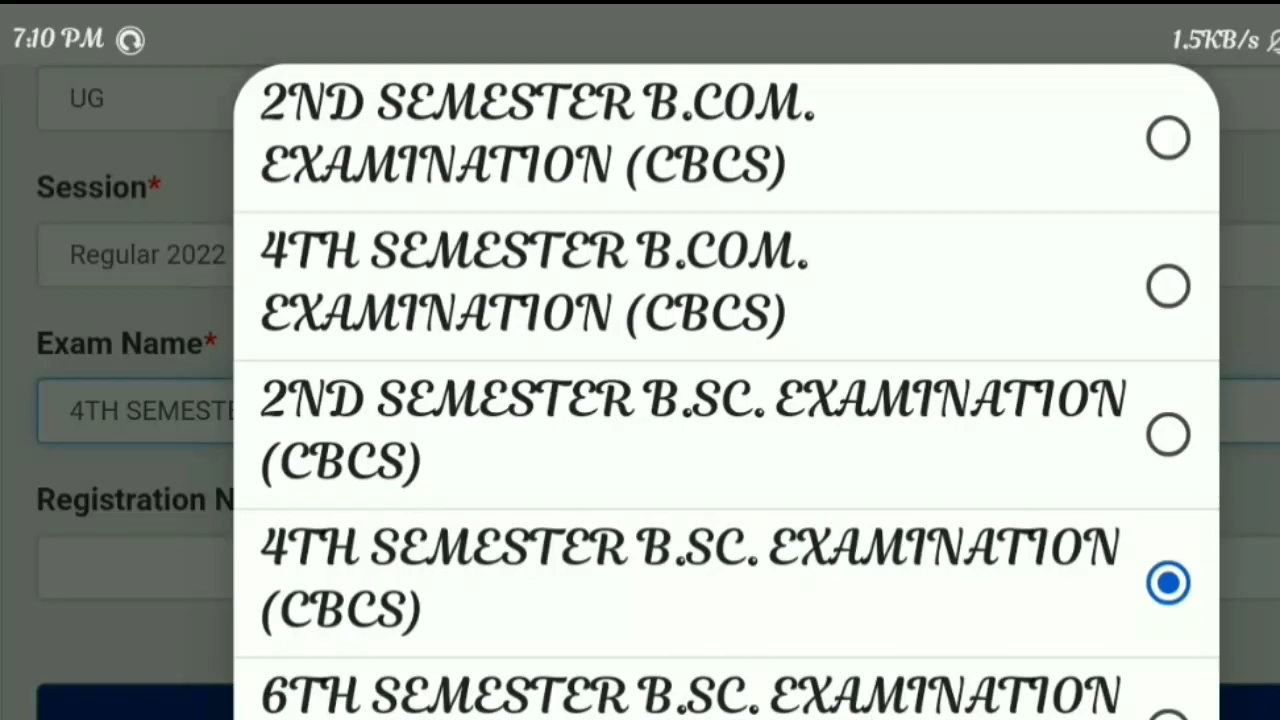 7:10 PM
1.5KB/s
UG
Session*
Regular 2022
Exam Name*
4TH SEMESTE
Registration N
2ND SEMESTER B.COM.
EXAMINATION (CBCS)
4TH SEMESTER B.COM.
EXAMINATION (CBCS)
2ND SEMESTER B.SC. EXAMINATION
(CBCS)
4TH SEMESTER B.SC. EXAMINATION
(CBCS)
6TH SEMESTER B.SC. EXAMINATION